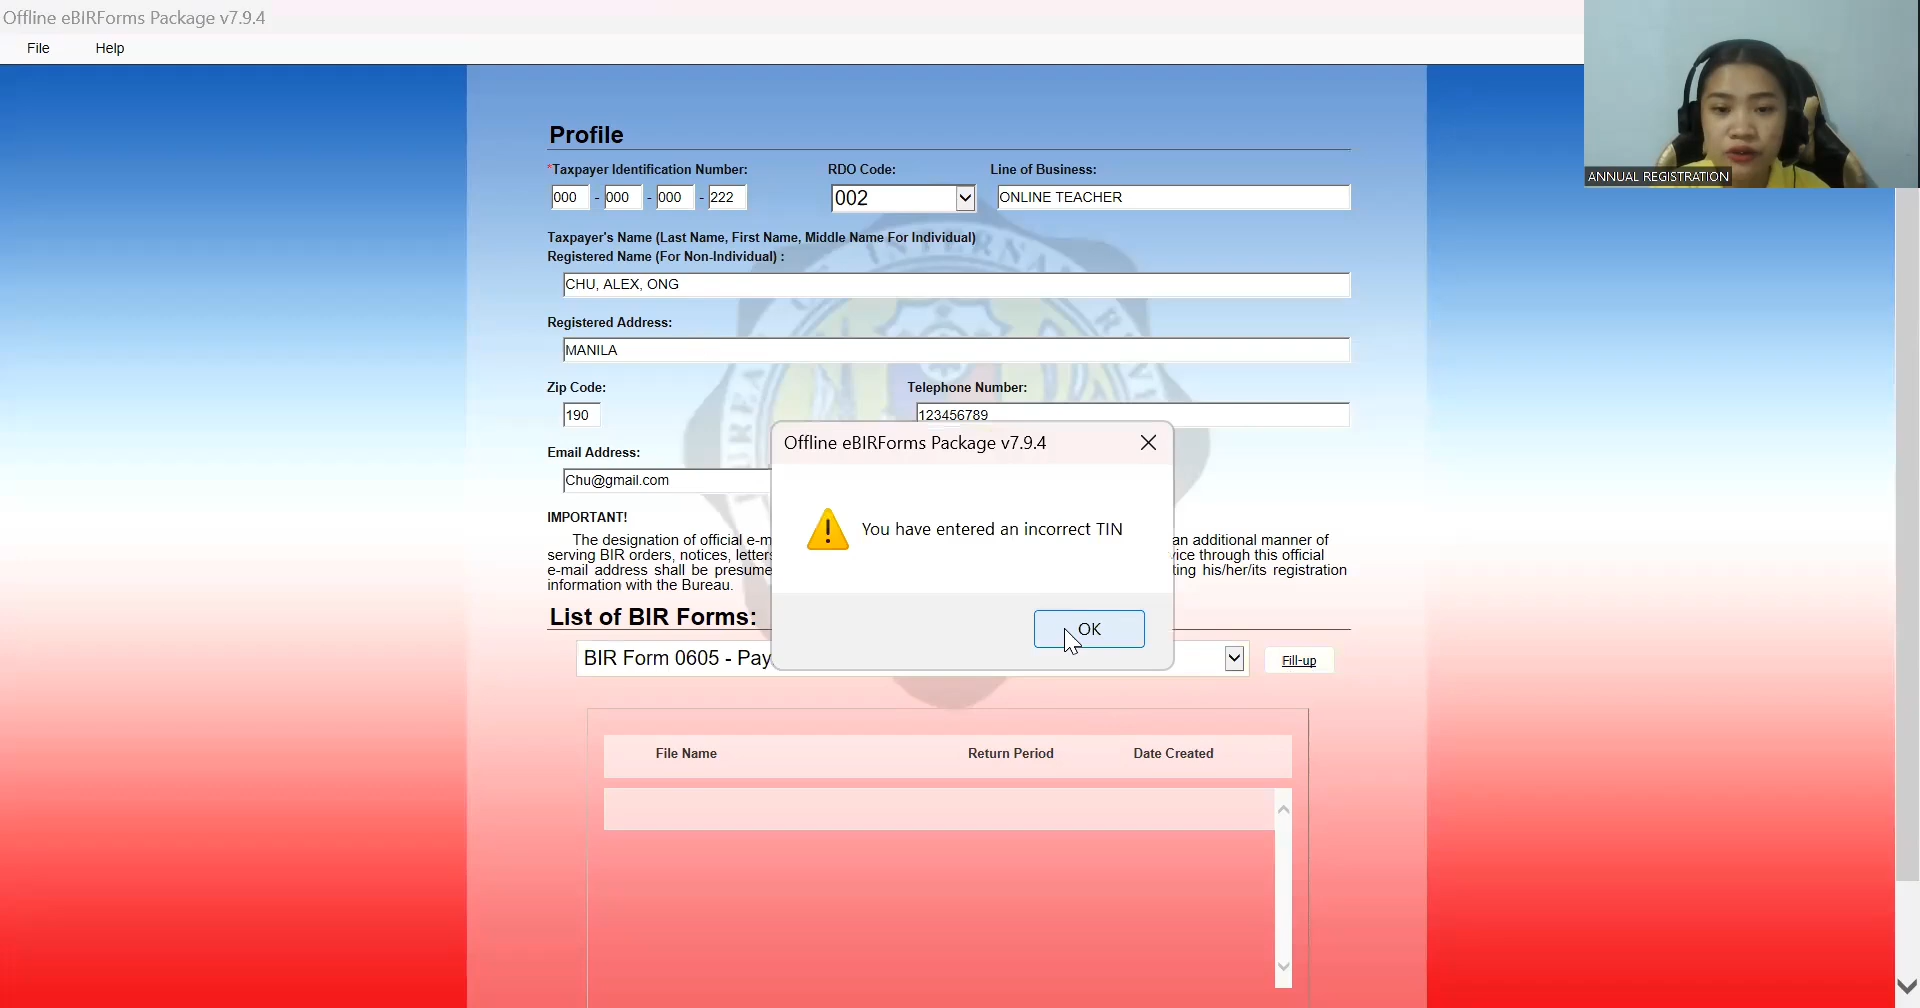 Offline eBIRForms Package v7.9.4
File Help
ANNUAL REGISTRATION
Profile
*Taxpayer Identification Number: RDO Code: Line of Business:
000 - 000 - 000 - 222 002 ONLINE TEACHER
Taxpayer's Name (Last Name, First Name, Middle Name For Individual)
Registered Name (For Non-Individual) :
CHU, ALEX, ONG
Registered Address:
MANILA
Zip Code: Telephone Number:
190 123456789
Email Address:
Chu@gmail.com
Offline eBIRForms Package v7.9.4
You have entered an incorrect TIN
OK
IMPORTANT!
The designation of official e-m an additional manner of
serving BIR orders, notices, letters through this official
e-mail address shall be presume ting his/her/its registration
information with the Bureau.
List of BIR Forms:
BIR Form 0605 - Pay Fill-up
File Name Return Period Date Created